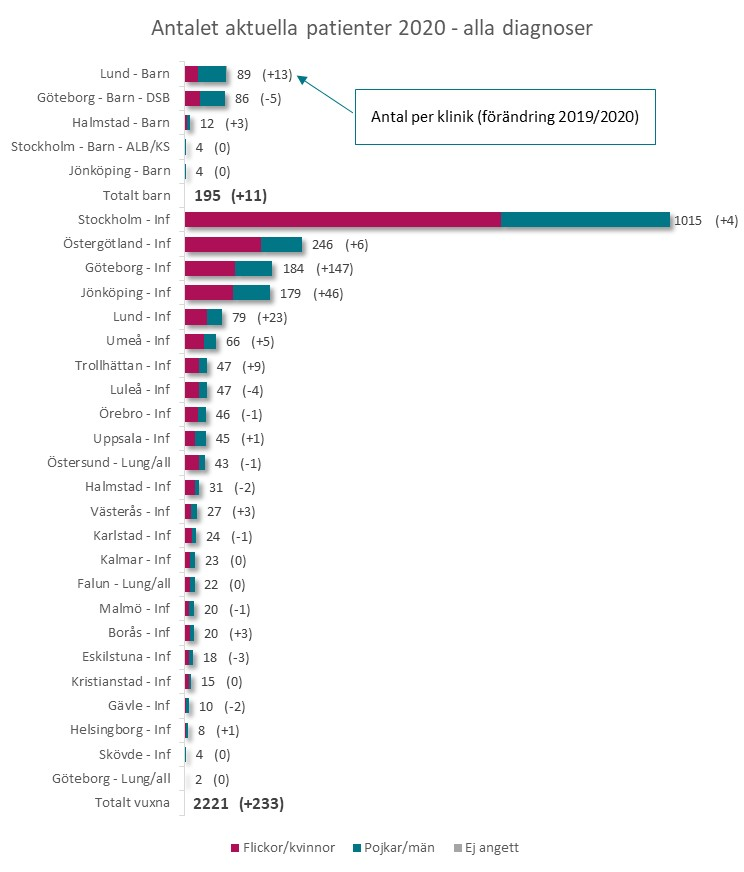 Antalet aktuella patienter 2020 - alla diagnoser
Lund - Barn 89 (+13)
Göteborg - Barn - DSB 86 (-5)
Antal per klinik (förändring 2019/2020)
Halmstad - Barn 12 (+3)
Stockholm - Barn - ALB/KS 4 (0)
Jönköping - Barn 4 (0)
Totalt barn 195 (+11)
Stockholm - Inf 1015 (+4)
Östergötland - Inf 246 (+6)
Göteborg - Inf 184 (+147)
Jönköping - Inf 179 (+46)
Lund - Inf 79 (+23)
Umeå - Inf 66 (+5)
Trollhättan - Inf 47 (+9)
Luleå - Inf 47 (-4)
Örebro - Inf 46 (-1)
Uppsala - Inf 45 (+1)
Östersund - Lung/all 43 (-1)
Halmstad - Inf 31 (-2)
Västerås - Inf 27 (+3)
Karlstad - Inf 24 (-1)
Kalmar - Inf 23 (0)
Falun - Lung/all 22 (0)
Malmö - Inf 20 (-1)
Borås - Inf 20 (+3)
Eskilstuna - Inf 18 (-3)
Kristianstad - Inf 15 (0)
Gävle - Inf 10 (-2)
Helsingborg - Inf 8 (+1)
Skövde - Inf 4 (0)
Göteborg - Lung/all 2 (0)
Totalt vuxna 2221 (+233)
Flickor/kvinnor Pojkar/män Ej angett